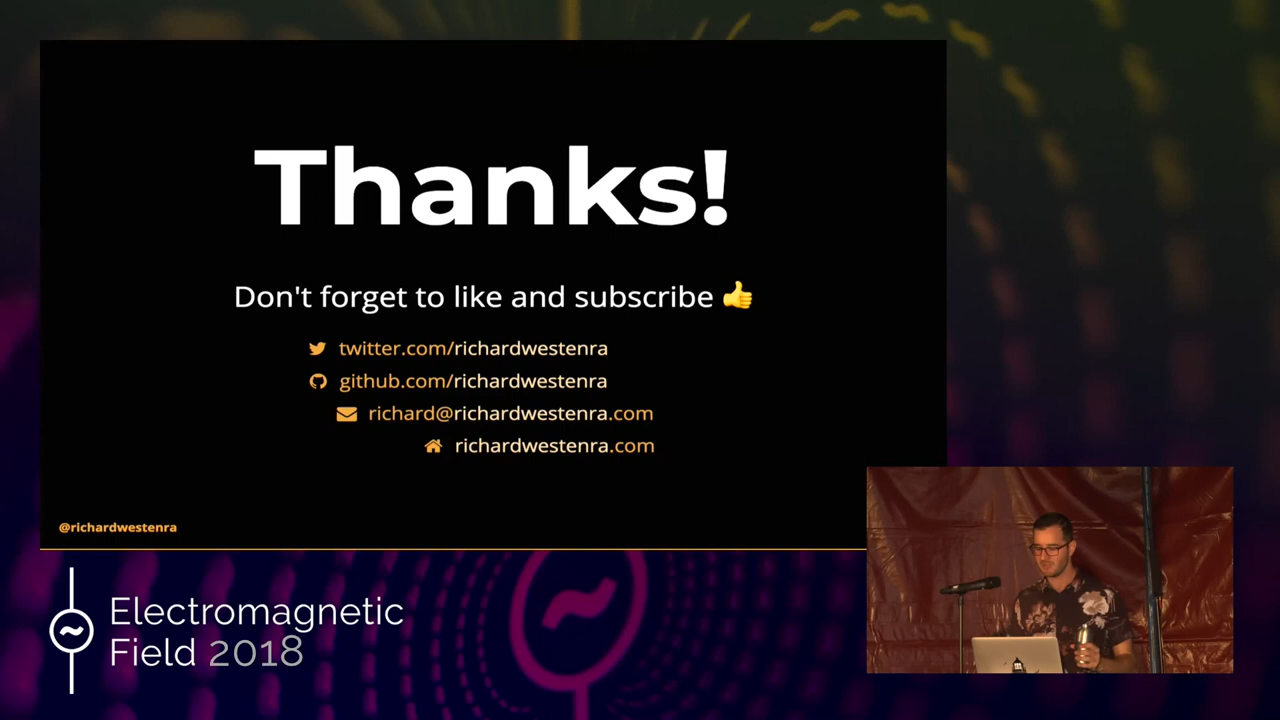 Thanks!
Don't forget to like and subscribe 👍
twitter.com/richardwestenra
github.com/richardwestenra
richard@richardwestenra.com
richardwestenra.com
@richardwestenra
Electromagnetic
Field 2018